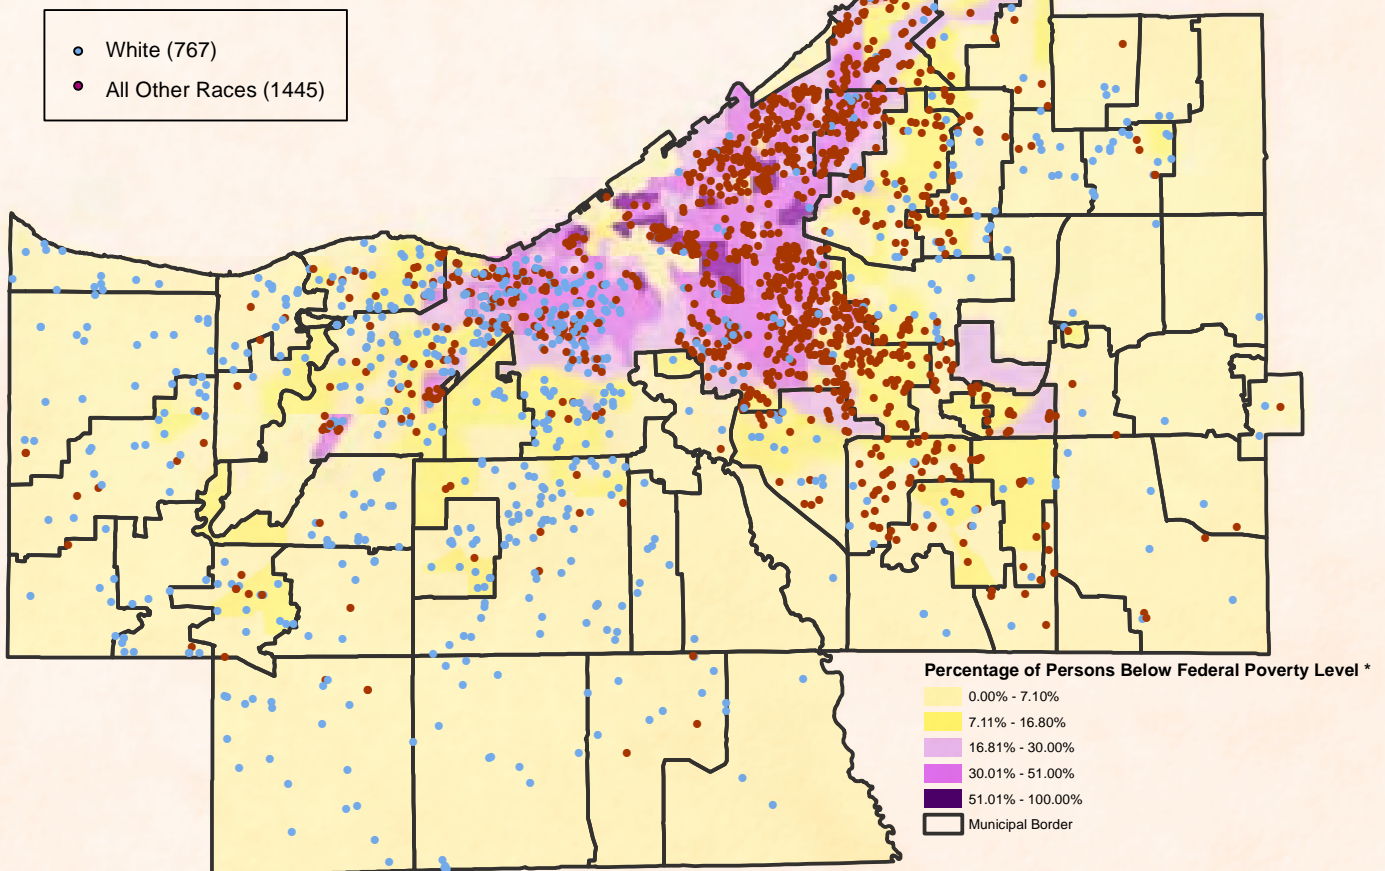 White (767)
All Other Races (1445)
Percentage of Persons Below Federal Poverty Level *
0.00% - 7.10%
7.11% - 16.80%
16.81% - 30.00%
30.01% - 51.00%
51.01% - 100.00%
Municipal Border